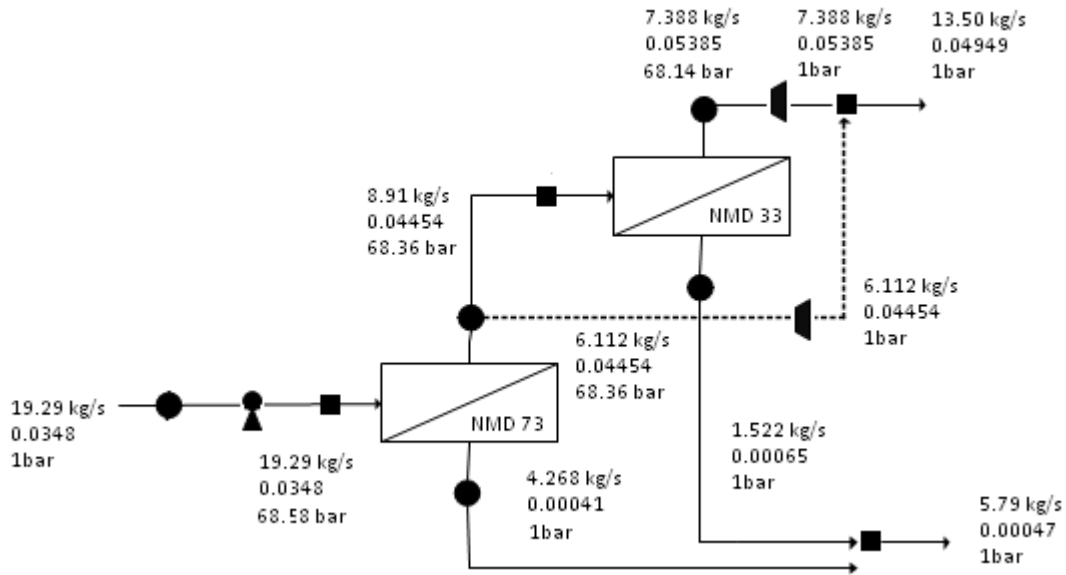 7.388 kg/s
0.05385
68.14 bar
7.388 kg/s
0.05385
1bar
13.50 kg/s
0.04949
1bar
NMD 33
8.91 kg/s
0.04454
68.36 bar
6.112 kg/s
0.04454
1bar
6.112 kg/s
0.04454
68.36 bar
19.29 kg/s
0.0348
1bar
NMD 73
19.29 kg/s
0.0348
68.58 bar
4.268 kg/s
0.00041
1bar
1.522 kg/s
0.00065
1bar
5.79 kg/s
0.00047
1bar